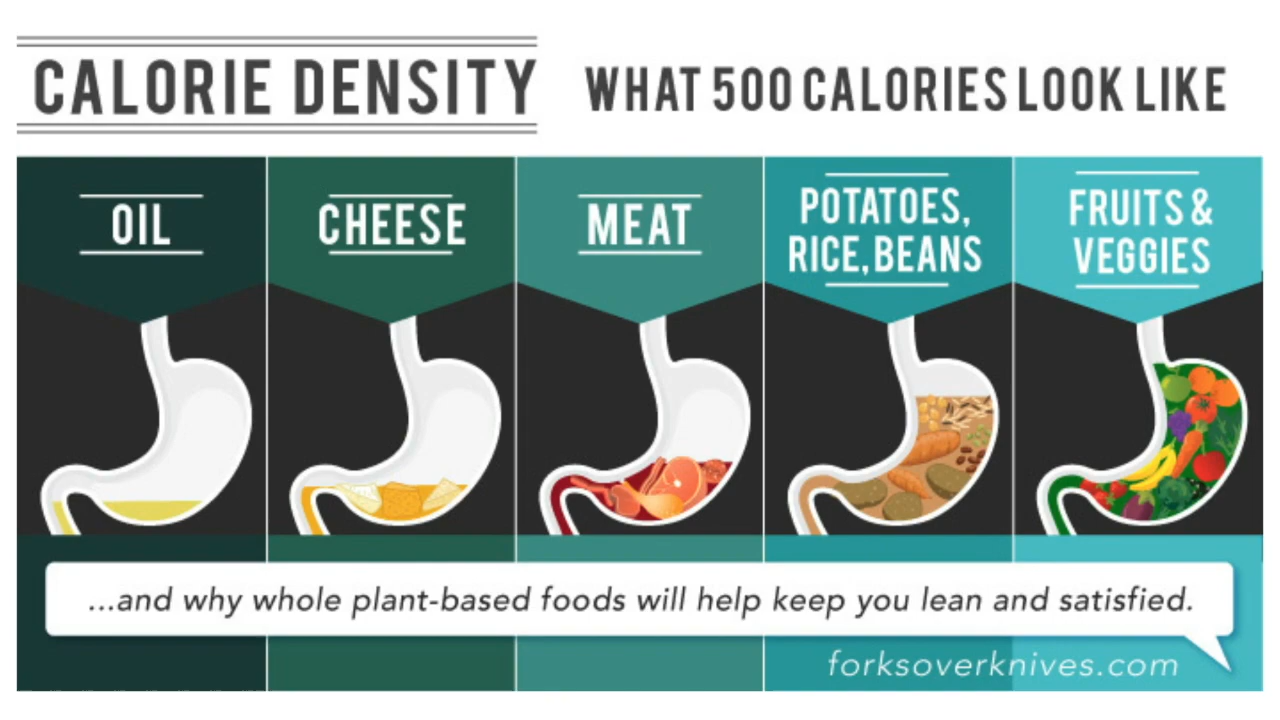 CALORIE DENSITY
WHAT 500 CALORIES LOOK LIKE
OIL
CHEESE
MEAT
POTATOES,
RICE, BEANS
FRUITS &
VEGGIES
...and why whole plant-based foods will help keep you lean and satisfied.
forksoverknives.com